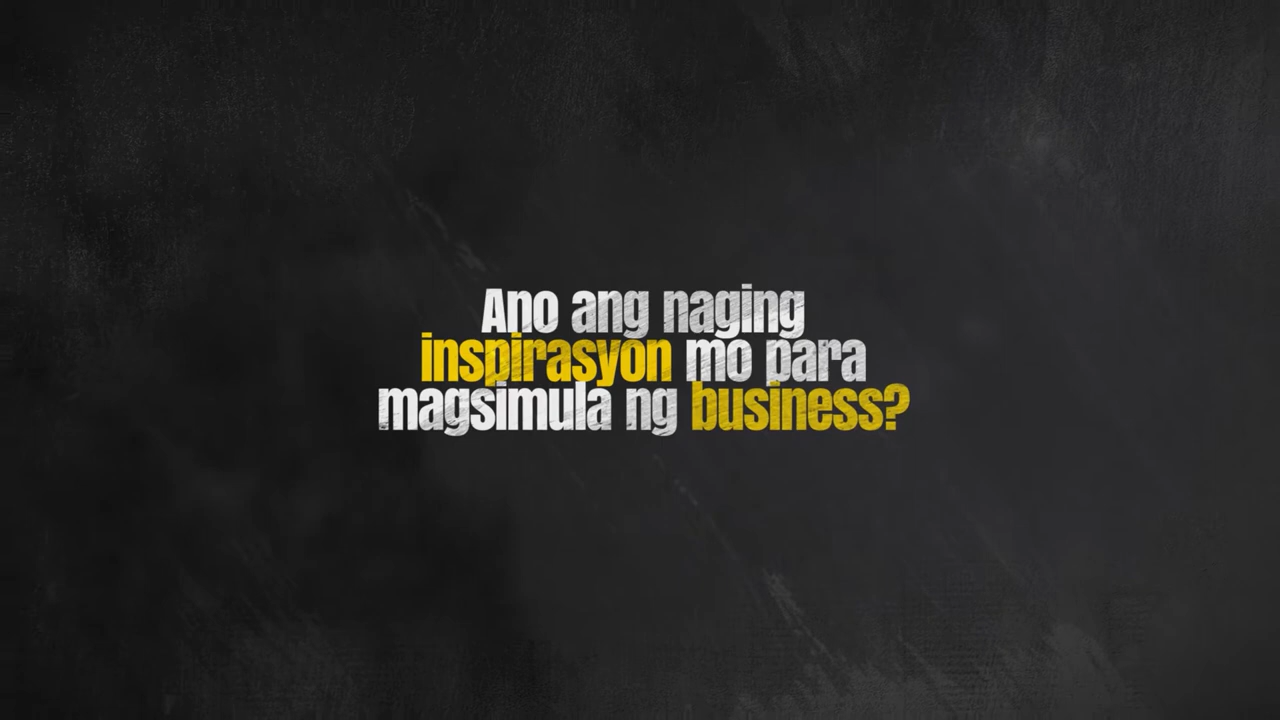 Ano ang naging
inspirasyon mo para
magsimula ng business?